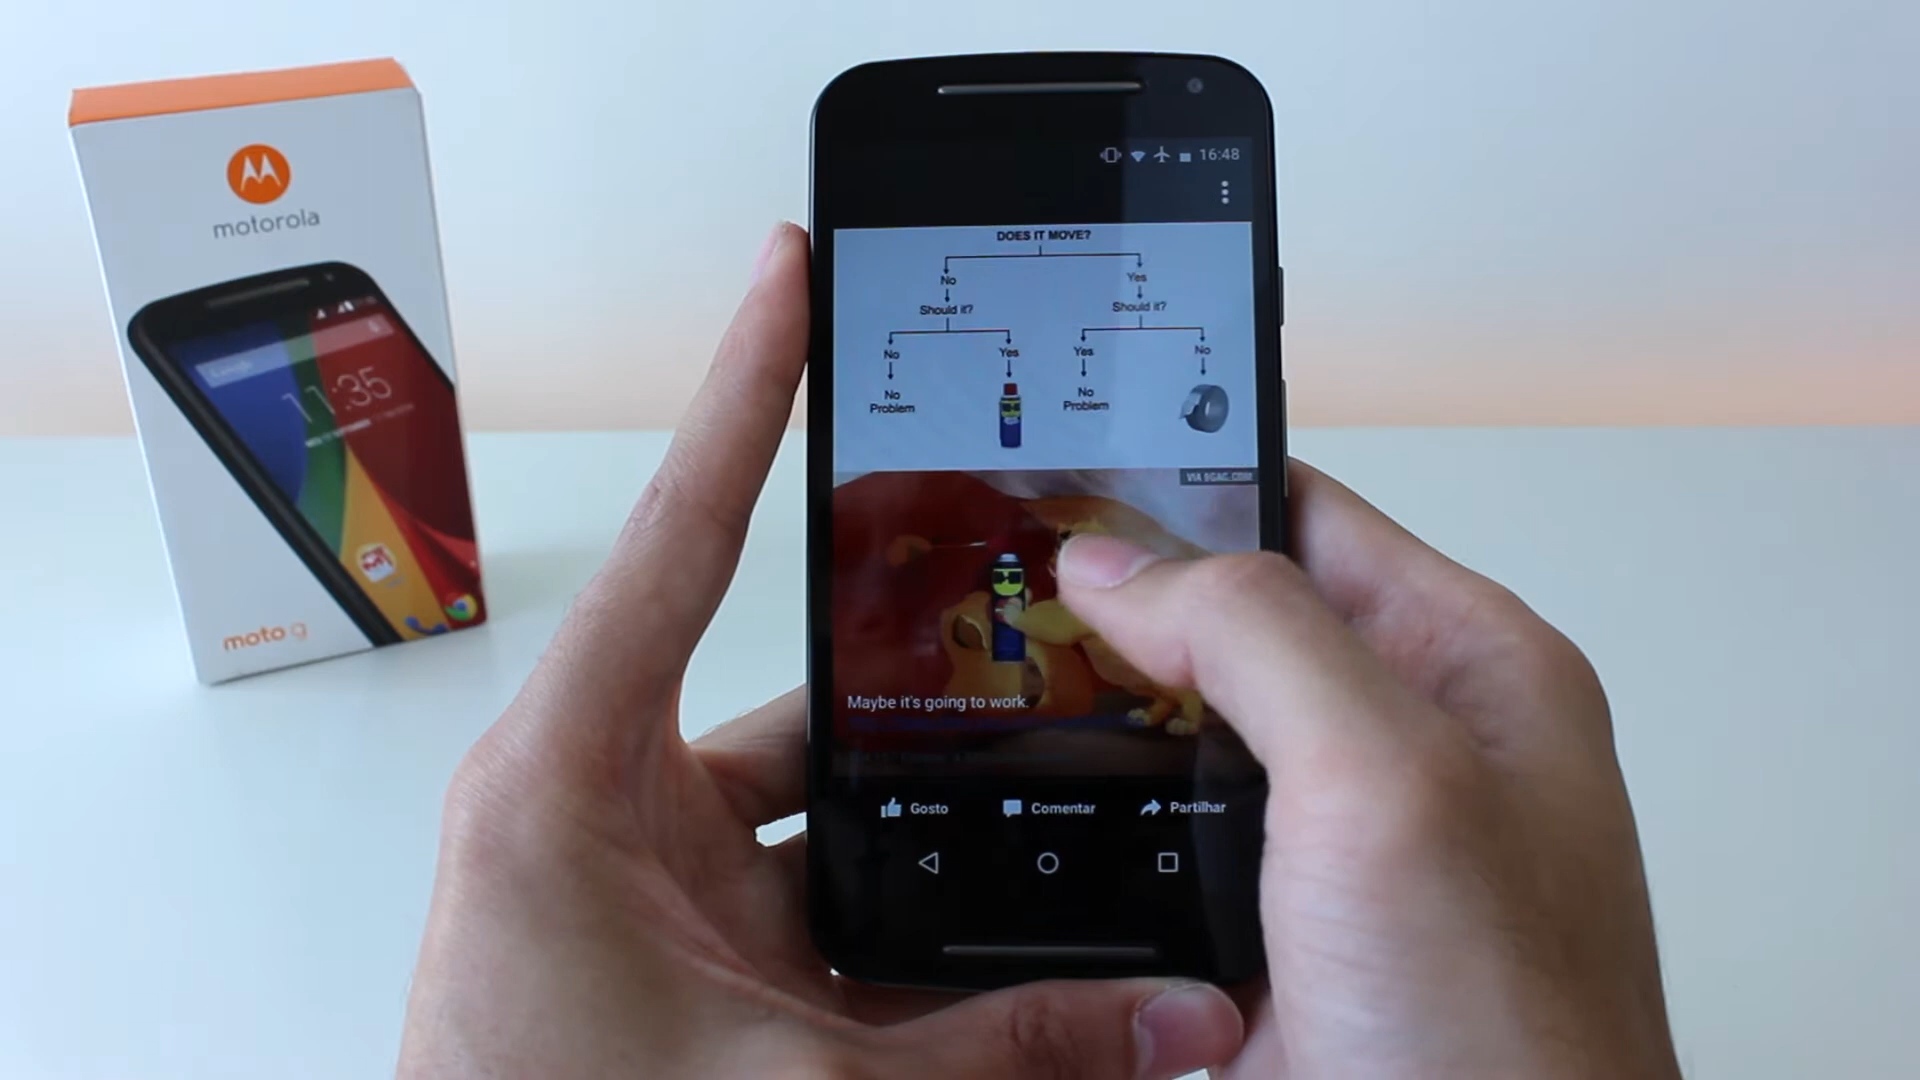 motorola
Google
11:35
moto g
16:48
DOES IT MOVE?
No
Yes
Should it?
Should it?
No
Yes
Yes
No
No
Problem
No
Problem
VIA 9GAG.COM
Maybe it's going to work.
Gosto
Comentar
Partilhar